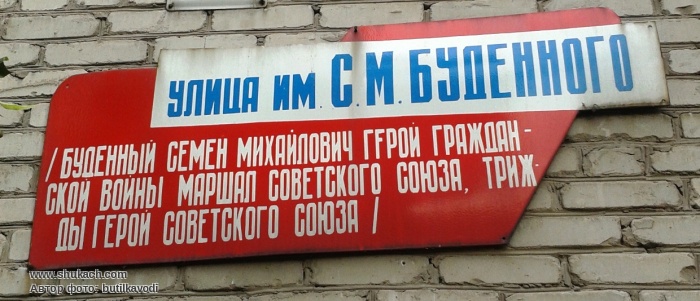 УЛИЦА ИМ. С.М. БУДЕННОГО
/ БУДЕННЫЙ СЕМЕН МИХАЙЛОВИЧ ГЕРОЙ ГРАЖДАН-
СКОЙ ВОЙНЫ МАРШАЛ СОВЕТСКОГО СОЮЗА, ТРИЖ-
ДЫ ГЕРОЙ СОВЕТСКОГО СОЮЗА /
www.shukach.com
Автор фото: butilkavodi